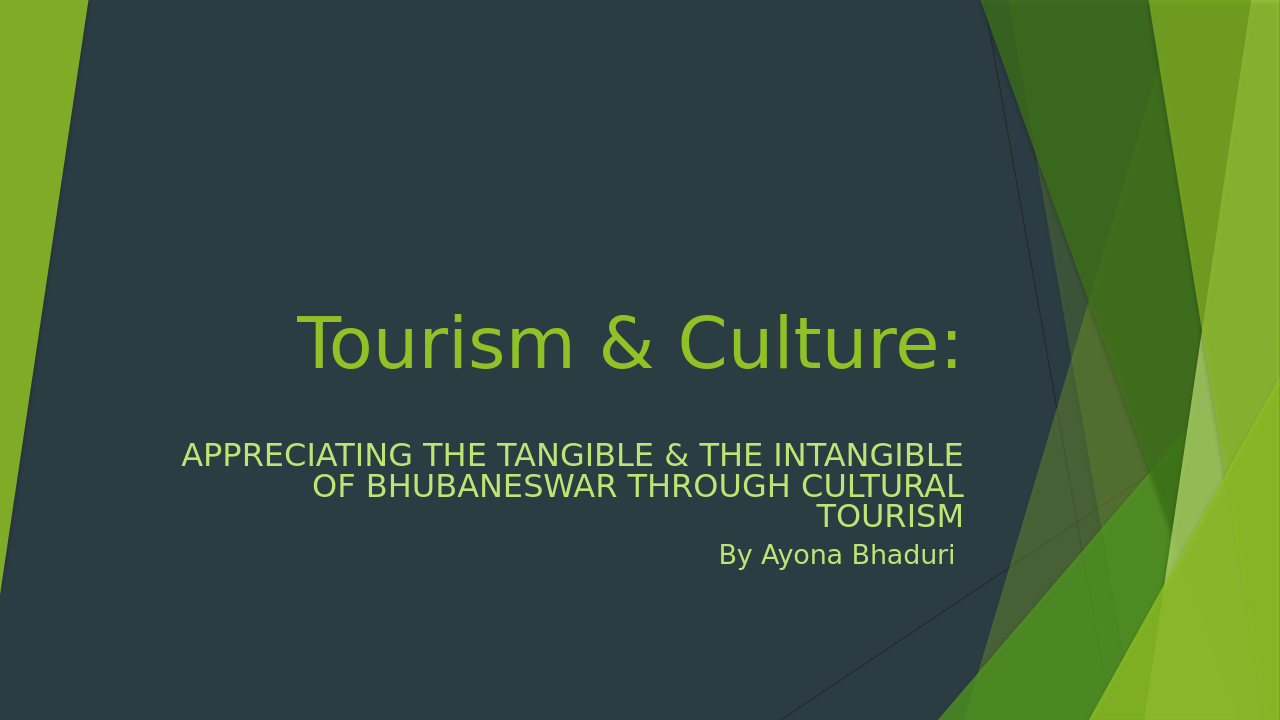 Tourism & Culture:
APPRECIATING THE TANGIBLE & THE INTANGIBLE
OF BHUBANESWAR THROUGH CULTURAL
TOURISM
By Ayona Bhaduri